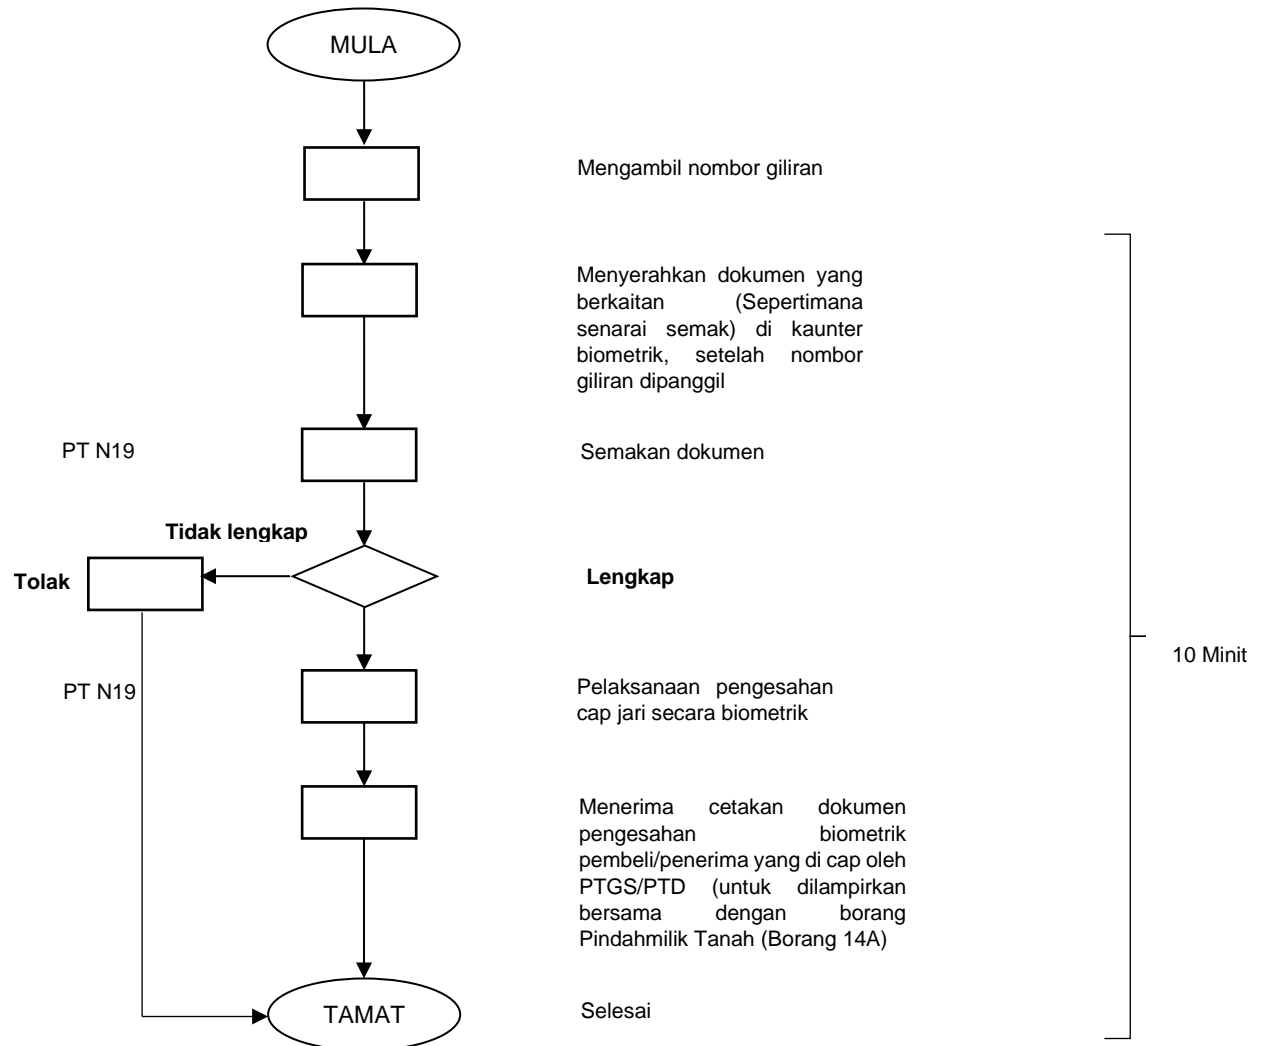 MULA
Mengambil nombor giliran
Menyerahkan dokumen yang
berkaitan (Sepertimana
senarai semak) di kaunter
biometrik, setelah nombor
giliran dipanggil
PT N19
Semakan dokumen
Tidak lengkap
Tolak
Lengkap
10 Minit
PT N19
Pelaksanaan pengesahan
cap jari secara biometrik
Menerima cetakan dokumen
pengesahan biometrik
pembeli/penerima yang di cap oleh
PTGS/PTD (untuk dilampirkan
bersama dengan borang
Pindahmilik Tanah (Borang 14A)
TAMAT
Selesai